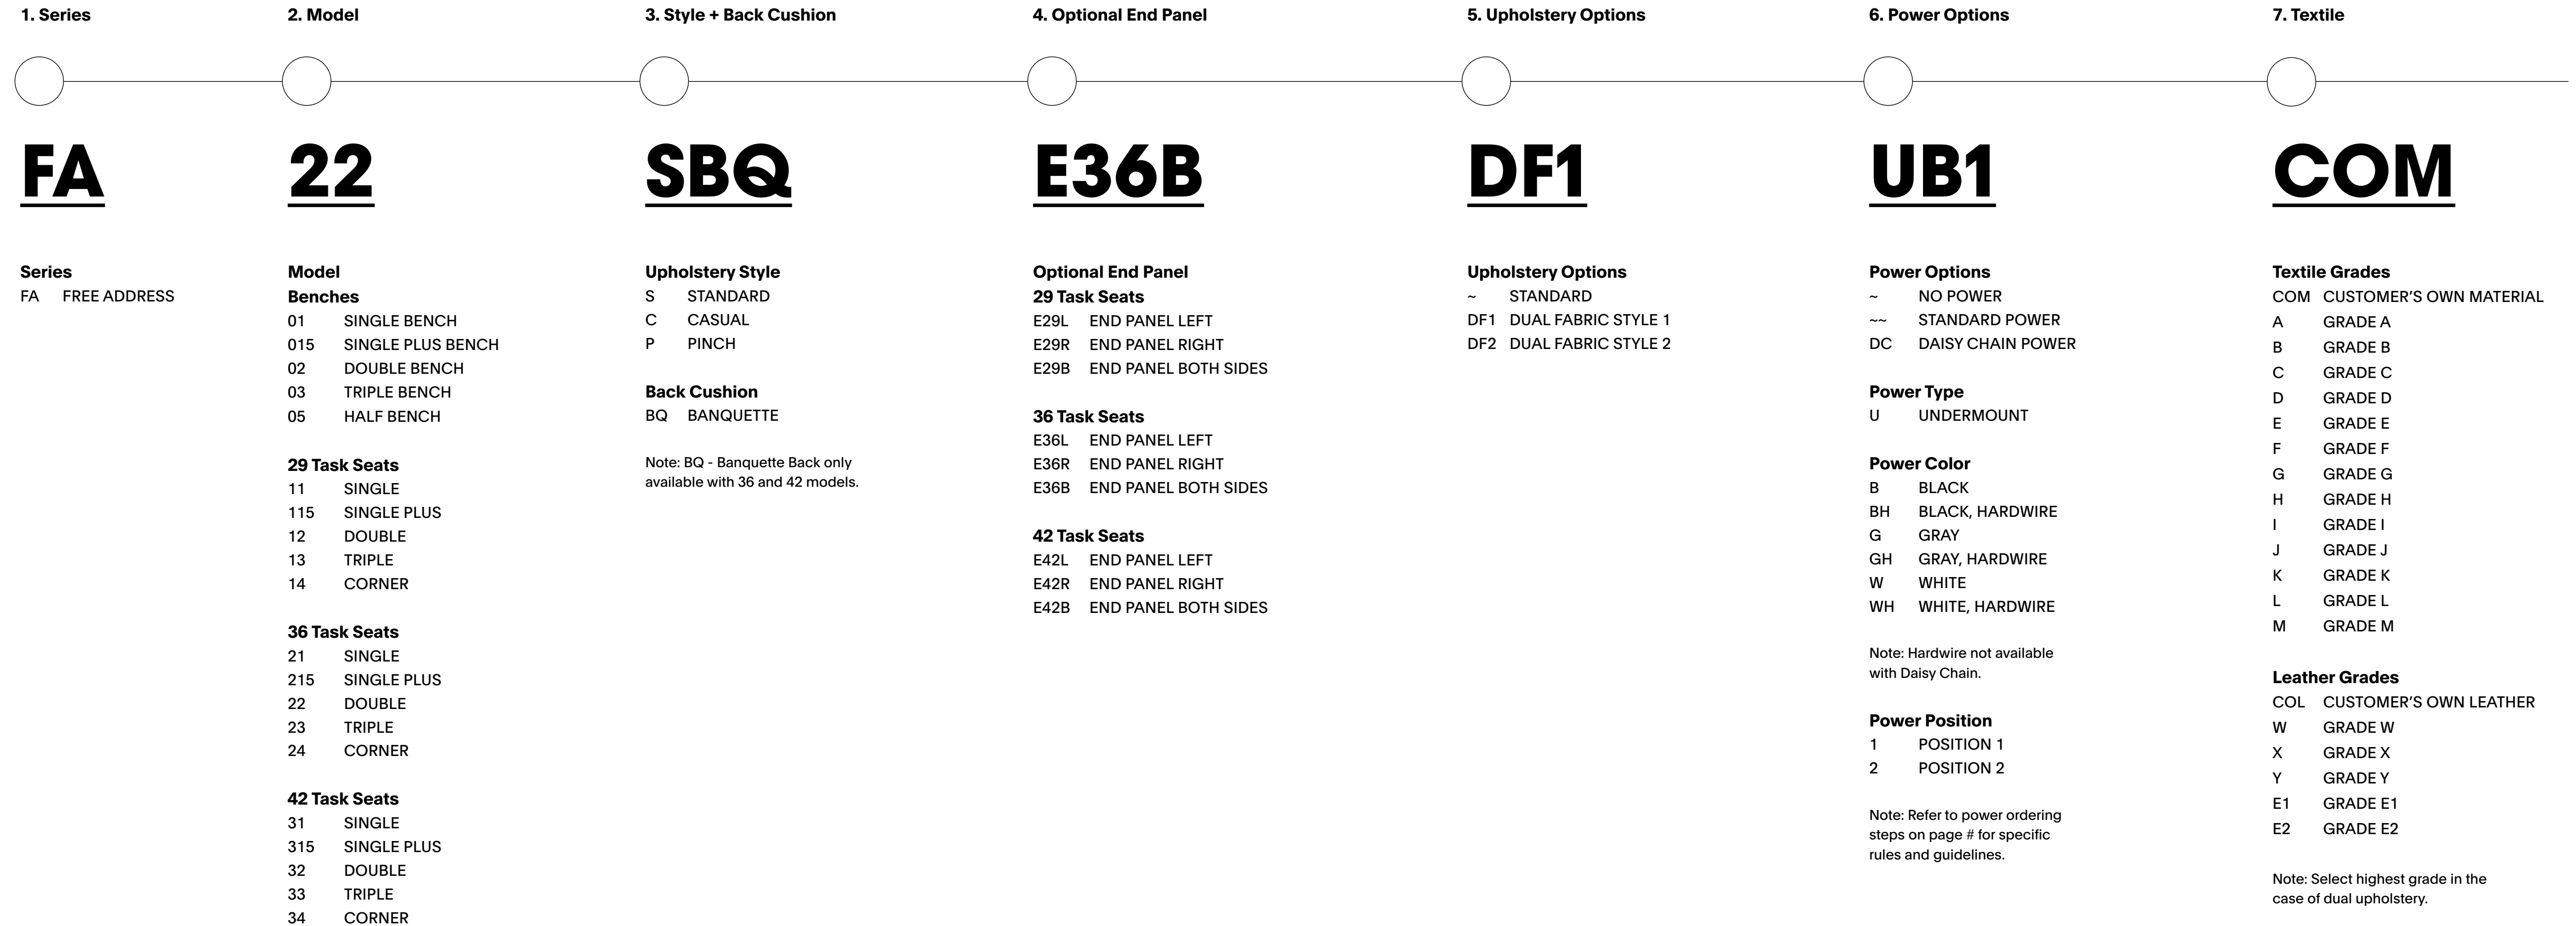 1. Series
2. Model
3. Style + Back Cushion
4. Optional End Panel
5. Upholstery Options
6. Power Options
7. Textile
FA
22
SBQ
E36B
DF1
UB1
COM
Series
FA FREE ADDRESS
Model
Benches
01 SINGLE BENCH
015 SINGLE PLUS BENCH
02 DOUBLE BENCH
03 TRIPLE BENCH
05 HALF BENCH
29 Task Seats
11 SINGLE
115 SINGLE PLUS
12 DOUBLE
13 TRIPLE
14 CORNER
36 Task Seats
21 SINGLE
215 SINGLE PLUS
22 DOUBLE
23 TRIPLE
24 CORNER
42 Task Seats
31 SINGLE
315 SINGLE PLUS
32 DOUBLE
33 TRIPLE
34 CORNER
Upholstery Style
S STANDARD
C CASUAL
P PINCH
Back Cushion
BQ BANQUETTE
Note: BQ - Banquette Back only
available with 36 and 42 models.
Optional End Panel
29 Task Seats
E29L END PANEL LEFT
E29R END PANEL RIGHT
E29B END PANEL BOTH SIDES
36 Task Seats
E36L END PANEL LEFT
E36R END PANEL RIGHT
E36B END PANEL BOTH SIDES
42 Task Seats
E42L END PANEL LEFT
E42R END PANEL RIGHT
E42B END PANEL BOTH SIDES
Upholstery Options
~ STANDARD
DF1 DUAL FABRIC STYLE 1
DF2 DUAL FABRIC STYLE 2
Power Options
~ NO POWER
~~ STANDARD POWER
DC DAISY CHAIN POWER
Power Type
U UNDERMOUNT
Power Color
B BLACK
BH BLACK, HARDWIRE
G GRAY
GH GRAY, HARDWIRE
W WHITE
WH WHITE, HARDWIRE
Note: Hardwire not available
with Daisy Chain.
Power Position
1 POSITION 1
2 POSITION 2
Note: Refer to power ordering
steps on page # for specific
rules and guidelines.
Textile Grades
COM CUSTOMER’S OWN MATERIAL
A GRADE A
B GRADE B
C GRADE C
D GRADE D
E GRADE E
F GRADE F
G GRADE G
H GRADE H
I GRADE I
J GRADE J
K GRADE K
L GRADE L
M GRADE M
Leather Grades
COL CUSTOMER’S OWN LEATHER
W GRADE W
X GRADE X
Y GRADE Y
E1 GRADE E1
E2 GRADE E2
Note: Select highest grade in the
case of dual upholstery.